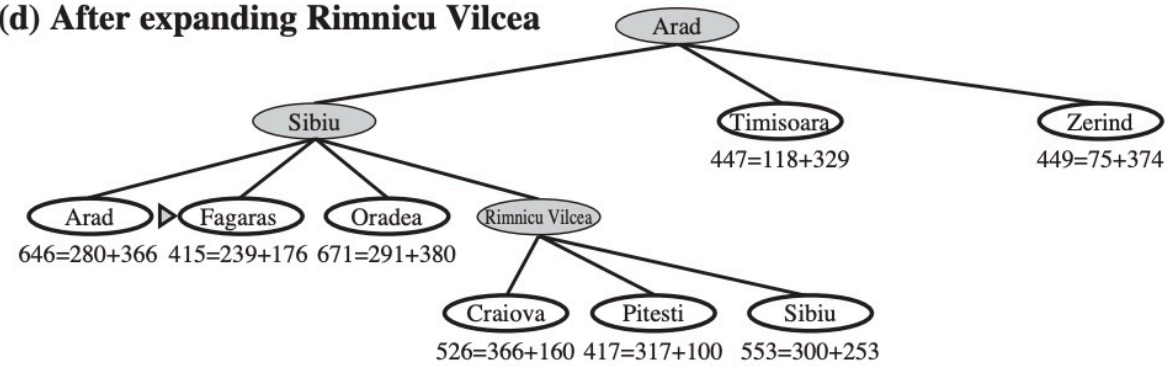 (d) After expanding Rimnicu Vilcea
Arad
Sibiu
Timisoara
Zerind
447=118+329
449=75+374
Arad
Fagaras
Oradea
Rimnicu Vilcea
646=280+366
415=239+176
671=291+380
Craiova
Pitesti
Sibiu
526=366+160
417=317+100
553=300+253